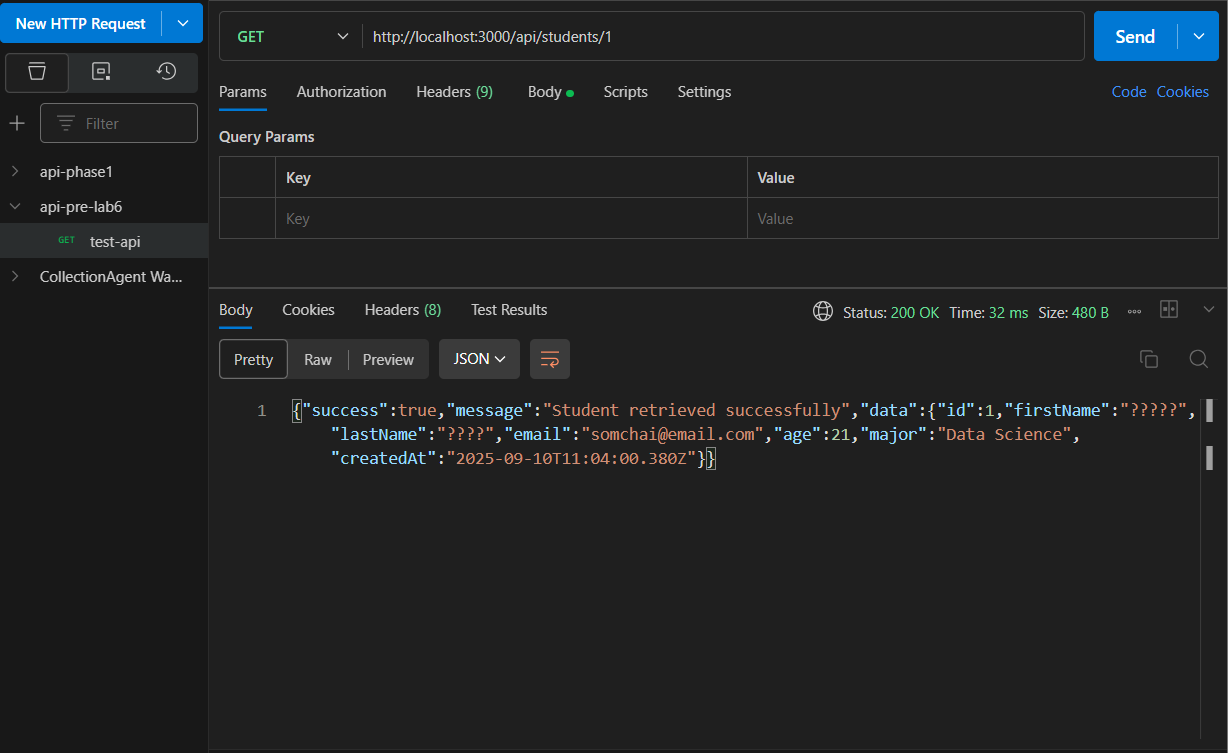 New HTTP Request
GET http://localhost:3000/api/students/1 Send
Params Authorization Headers (9) Body Scripts Settings Code Cookies
Filter
Query Params
api-phase1
Key Value
api-pre-lab6
Key Value
GET test-api
CollectionAgent Wa...
Body Cookies Headers (8) Test Results Status: 200 OK Time: 32 ms Size: 480 B
Pretty Raw Preview JSON
1 {"success":true,"message":"Student retrieved successfully","data":{"id":1,"firstName":"?????",
"lastName":"????","email":"somchai@email.com","age":21,"major":"Data Science",
"createdAt":"2025-09-10T11:04:00.380Z"}}